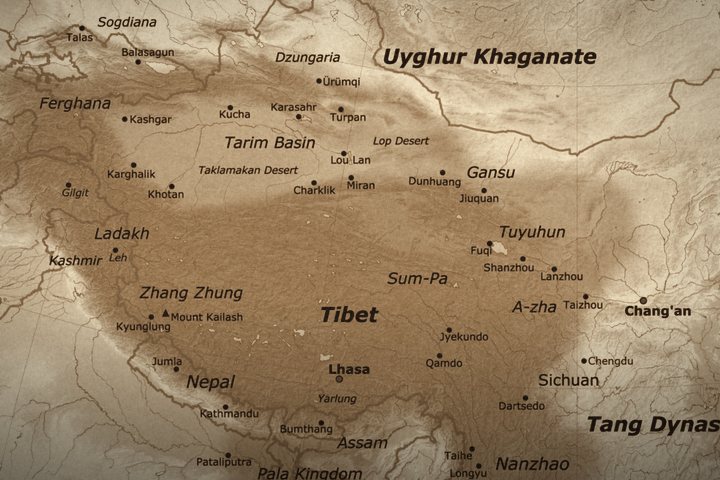 Sogdiana
Talas
Balasagun
Dzungaria
Uyghur Khaganate
Ürümqi
Ferghana
Kashgar
Kucha
Karasahr
Turpan
Tarim Basin
Lop Desert
Lou Lan
Karghalik
Taklamakan Desert
Gansu
Khotan
Charklik
Miran
Dunhuang
Jiuquan
Gilgit
Ladakh
Tuyuhun
Leh
Kashmir
Fuqi
Shanzhou
Lanzhou
Sum-Pa
Zhang Zhung
A-zha
Taizhou
Chang'an
Mount Kailash
Kyunglung
Tibet
Jyekundo
Jumla
Qamdo
Chengdu
Lhasa
Nepal
Sichuan
Yarlung
Dartsedo
Kathmandu
Tang Dynas
Bumthang
Assam
Taihe
Pataliputra
Nanzhao
Pala Kingdom
Longyu